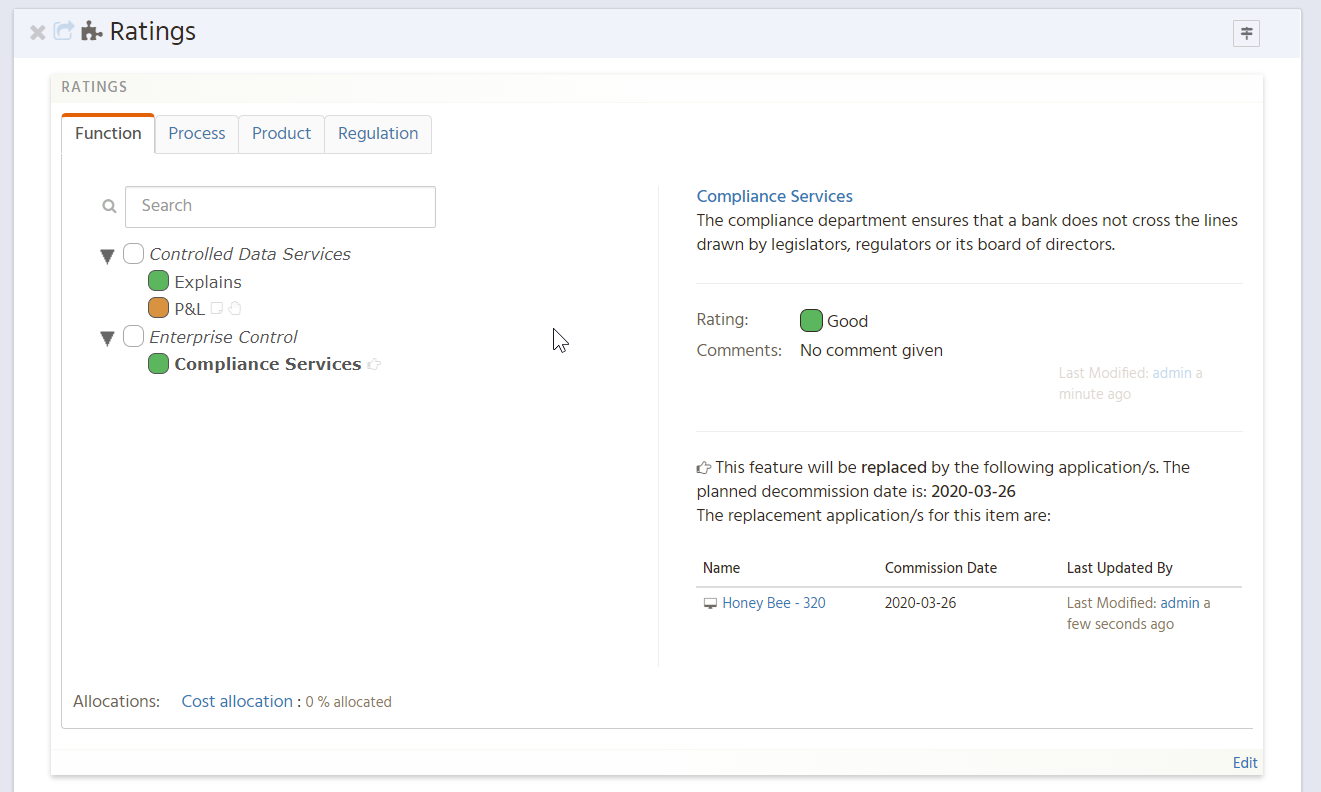 Ratings
RATINGS
Function Process Product Regulation
Search
Controlled Data Services
Explains
P&L
Enterprise Control
Compliance Services
Compliance Services
The compliance department ensures that a bank does not cross the lines
drawn by legislators, regulators or its board of directors.
Rating: Good
Comments: No comment given
Last Modified: admin a
minute ago
This feature will be replaced by the following application/s. The
planned decommission date is: 2020-03-26
The replacement application/s for this item are:
Name Commission Date Last Updated By
Honey Bee - 320 2020-03-26 Last Modified: admin a
few seconds ago
Allocations: Cost allocation : 0 % allocated
Edit